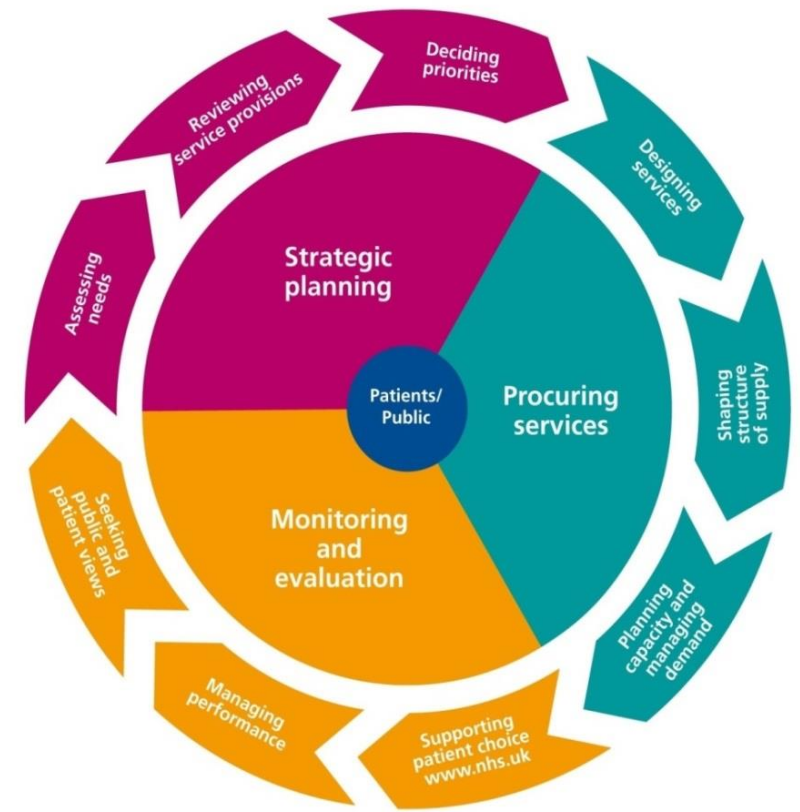 Deciding
priorities
Designing
services
Shaping
structure
of supply
Planning
capacity and
managing
demand
Supporting
patient choice
www.nhs.uk
Managing
performance
Seeking
public and
patient views
Assessing
needs
Reviewing
service provisions
Strategic
planning
Procuring
services
Monitoring
and
evaluation
Patients/
Public